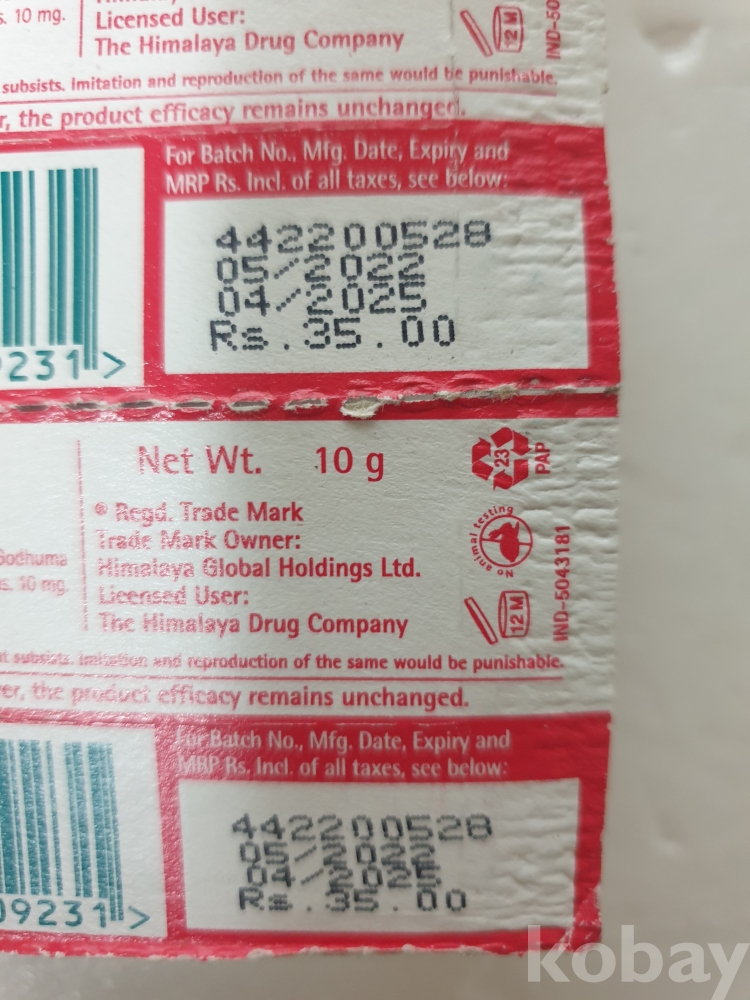 s. 10 mg.
Licensed User:
The Himalaya Drug Company
12 M
IND-50
subsists. Imitation and reproduction of the same would be punishable.
r, the product efficacy remains unchanged.
For Batch No., Mfg. Date, Expiry and
MRP Rs. Incl. of all taxes, see below:
442200528
05/2022
04/2025
Rs.35.00
9231 >
Net Wt. 10 g
23
PAP
® Regd. Trade Mark
Trade Mark Owner:
Himalaya Global Holdings Ltd.
Licensed User:
The Himalaya Drug Company
Godhuma
s. 10 mg.
No animal testing
12 M
IND-5043181
t subsists. Imitation and reproduction of the same would be punishable.
er, the product efficacy remains unchanged.
For Batch No., Mfg. Date, Expiry and
MRP Rs. Incl. of all taxes, see below:
442200528
05/2022
04/2025
Rs.35.00
09231 >
kobay